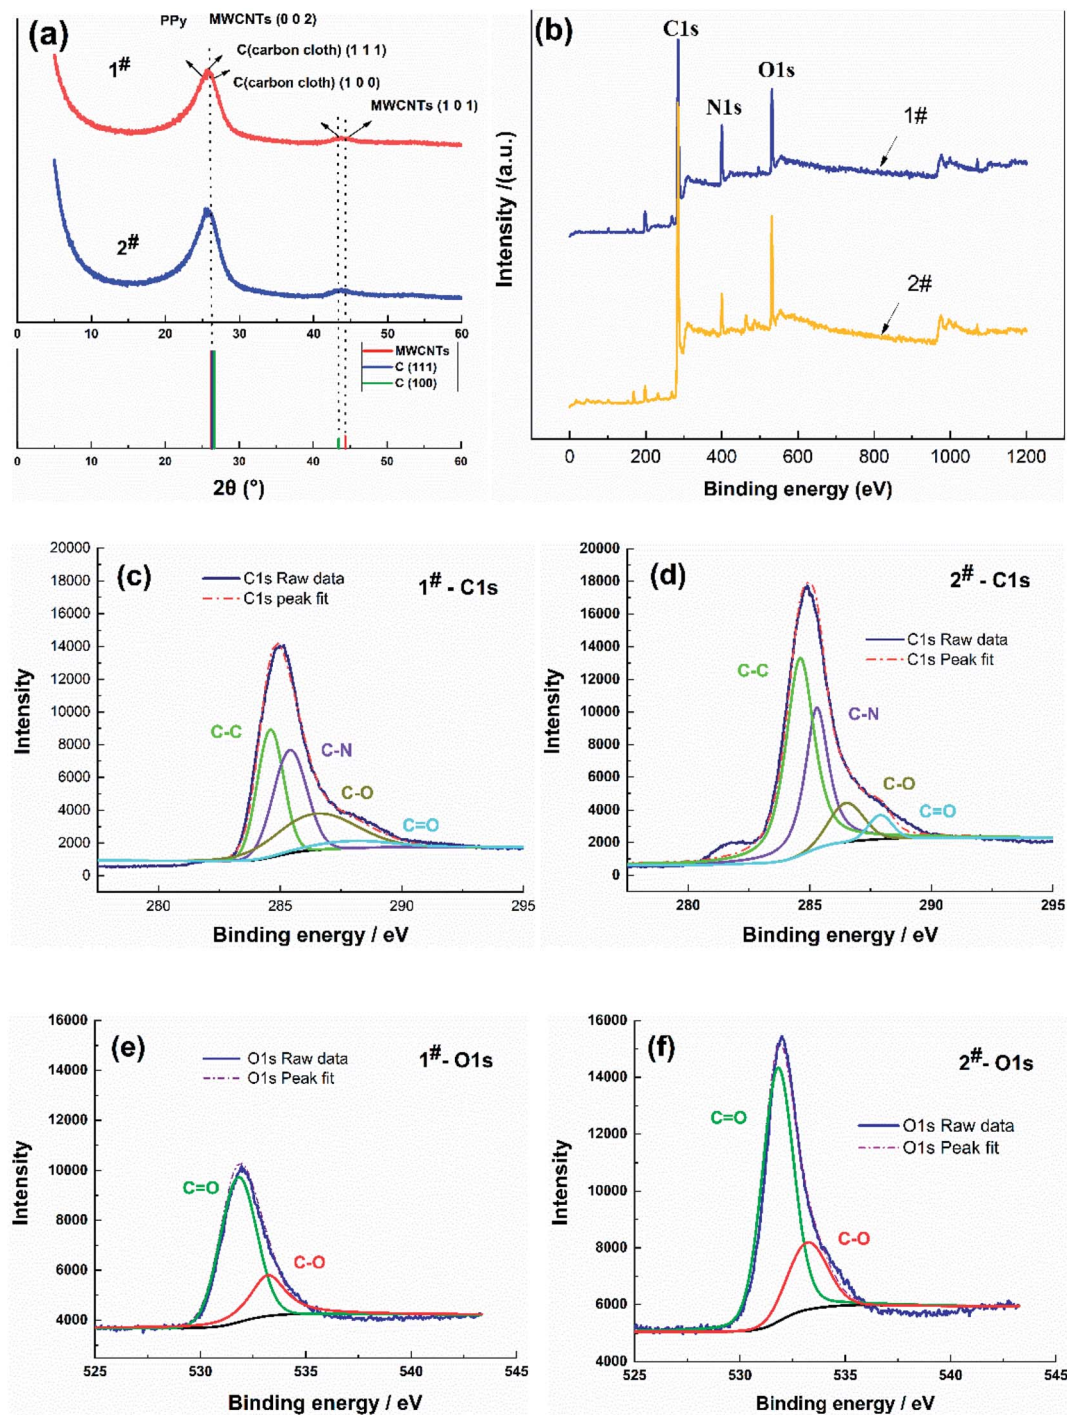 (a)
PPy MWCNTs (0 0 2)
C(carbon cloth) (1 1 1)
1#
C(carbon cloth) (1 0 0)
MWCNTs (1 0 1)
2#
0 10 20 30 40 50 60
MWCNTs
C (111)
C (100)
0 10 20 30 40 50 60
2θ (°)
(b)
C1s
O1s
N1s
1#
2#
Intensity /(a.u.)
0 200 400 600 800 1000 1200
Binding energy (eV)
(c)
1# - C1s
C1s Raw data
C1s peak fit
C-C
C-N
C-O
C=O
Intensity
20000
18000
16000
14000
12000
10000
8000
6000
4000
2000
0
280 285 290 295
Binding energy / eV
(d)
2# - C1s
C1s Raw data
C1s Peak fit
C-C
C-N
C-O
C=O
Intensity
20000
18000
16000
14000
12000
10000
8000
6000
4000
2000
0
280 285 290 295
Binding energy / eV
(e)
1# - O1s
O1s Raw data
O1s Peak fit
C=O
C-O
Intensity
16000
14000
12000
10000
8000
6000
4000
525 530 535 540 545
Binding energy / eV
(f)
2# - O1s
O1s Raw data
O1s Peak fit
C=O
C-O
Intensity
16000
14000
12000
10000
8000
6000
4000
525 530 535 540 545
Binding energy / eV